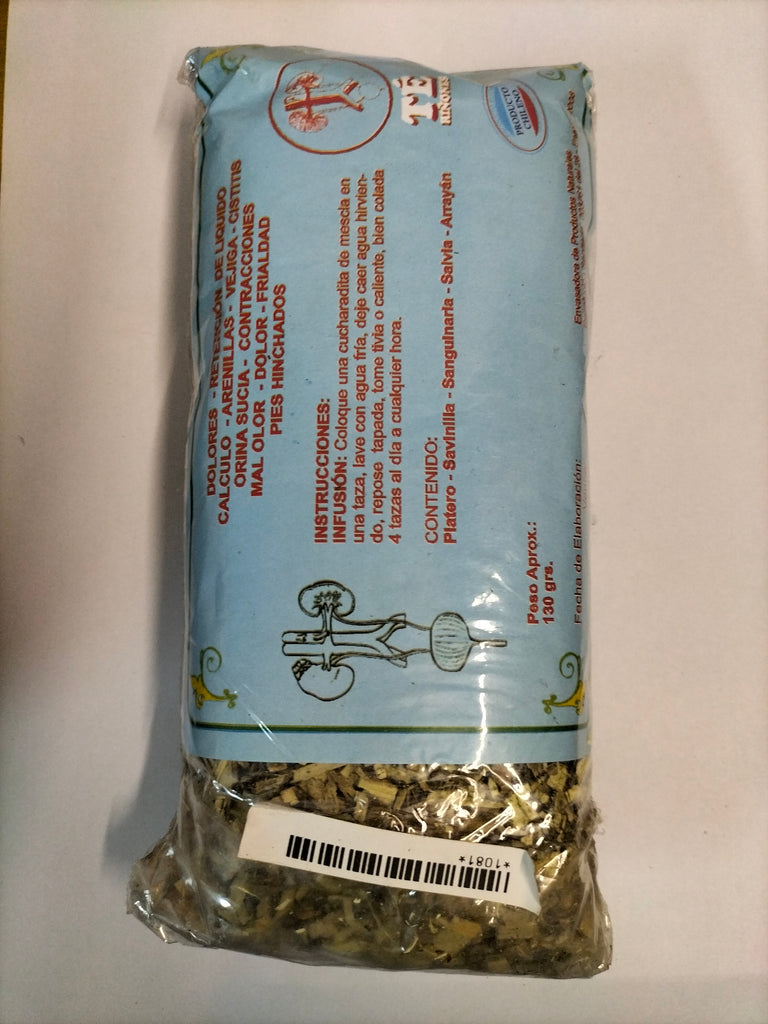 TÉ
RIÑONES
PRODUCTO
CHILENO
DOLORES - RETENCIÓN DE LIQUIDO
CALCULO - ARENILLAS - VEJIGA - CISTITIS
ORINA SUCIA - CONTRACCIONES
MAL OLOR - DOLOR - FRIALDAD
PIES HINCHADOS
INSTRUCCIONES:
INFUSIÓN: Coloque una cucharadita de mescla en
una taza, lave con agua fría, deje caer agua hirvien-
do, repose tapada, tome tivia o caliente, bien colada
4 tazas al día a cualquier hora.
CONTENIDO:
Platero - Savinilla - Sanguinaria - Salvia - Arrayán
Peso Aprox.:
130 grs.
Fecha de Elaboración:
Envasadora de Productos Naturales
*1081*